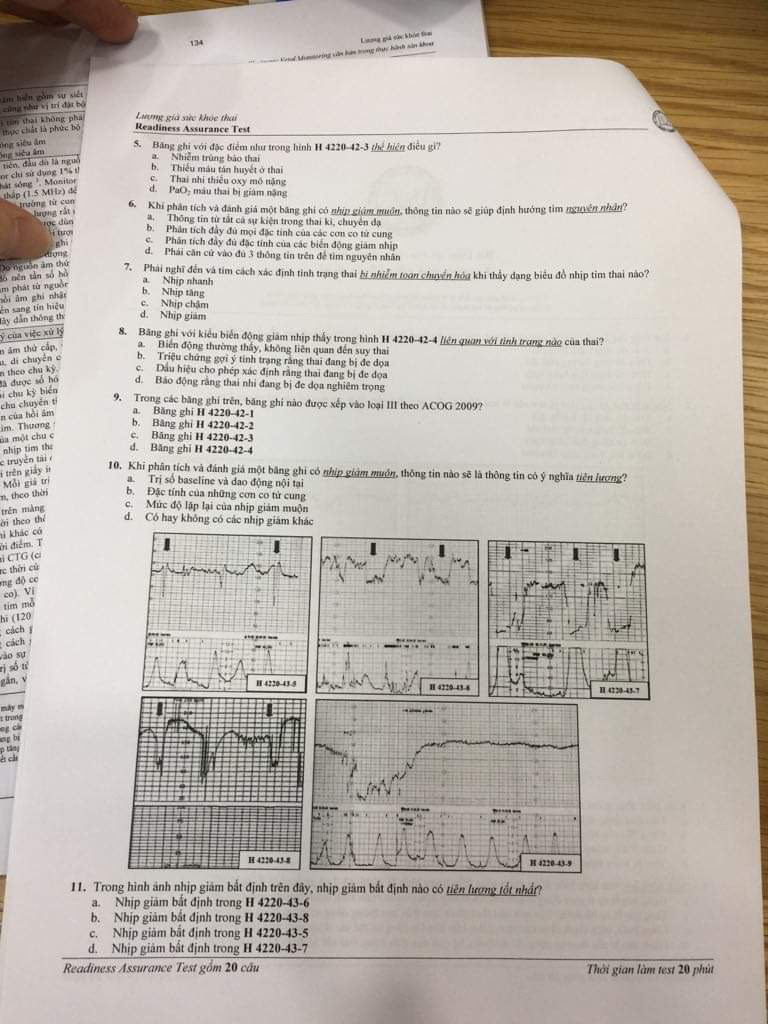 134
Lượng giá sức khỏe thai
Fetal Monitoring căn bản trong thực hành sản khoa
Lượng giá sức khỏe thai
Readiness Assurance Test
5. Băng ghi với đặc điểm như trong hình H 4220-42-3 thể hiện điều gì?
a. Nhiễm trùng bào thai
b. Thiếu máu tán huyết ở thai
c. Thai nhi thiếu oxy mô nặng
d. PaO2 máu thai bị giảm nặng
6. Khi phân tích và đánh giá một băng ghi có nhịp giảm muộn, thông tin nào sẽ giúp định hướng tìm nguyên nhân?
a. Thông tin từ tất cả sự kiện trong thai kì, chuyển dạ
b. Phân tích đầy đủ mọi đặc tính của các cơn co tử cung
c. Phân tích đầy đủ đặc tính của các biến động giảm nhịp
d. Phải căn cứ vào đủ 3 thông tin trên để tìm nguyên nhân
7. Phải nghĩ đến và tìm cách xác định tình trạng thai bị nhiễm toan chuyển hóa khi thấy dạng biểu đồ nhịp tim thai nào?
a. Nhịp nhanh
b. Nhịp tăng
c. Nhịp chậm
d. Nhịp giảm
8. Băng ghi với kiểu biến động giảm nhịp thấy trong hình H 4220-42-4 liên quan với tình trạng nào của thai?
a. Biến động thường thấy, không liên quan đến suy thai
b. Triệu chứng gợi ý tình trạng thai đang bị đe dọa
c. Dấu hiệu cho phép xác định rằng thai đang bị đe dọa
d. Báo động rằng thai nhi đang bị đe dọa nghiêm trọng
9. Trong các băng ghi trên, băng ghi nào được xếp vào loại III theo ACOG 2009?
a. Băng ghi H 4220-42-1
b. Băng ghi H 4220-42-2
c. Băng ghi H 4220-42-3
d. Băng ghi H 4220-42-4
10. Khi phân tích và đánh giá một băng ghi có nhịp giảm muộn, thông tin nào sẽ là thông tin có ý nghĩa tiên lượng?
a. Trị số baseline và dao động nội tại
b. Đặc tính của những cơn co tử cung
c. Mức độ lặp lại của nhịp giảm muộn
d. Có hay không có các nhịp giảm khác
H 4220-43-5
H 4220-43-6
H 4220-43-7
H 4220-43-8
H 4220-43-9
11. Trong hình ảnh nhịp giảm bất định trên đây, nhịp giảm bất định nào có tiên lượng tốt nhất?
a. Nhịp giảm bất định trong H 4220-43-6
b. Nhịp giảm bất định trong H 4220-43-8
c. Nhịp giảm bất định trong H 4220-43-5
d. Nhịp giảm bất định trong H 4220-43-7
Readiness Assurance Test gồm 20 câu
Thời gian làm test 20 phút